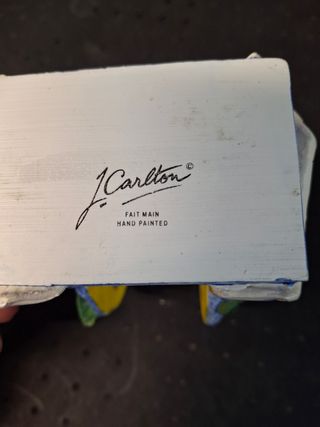 J. Carlton ©
FAIT MAIN
HAND PAINTED